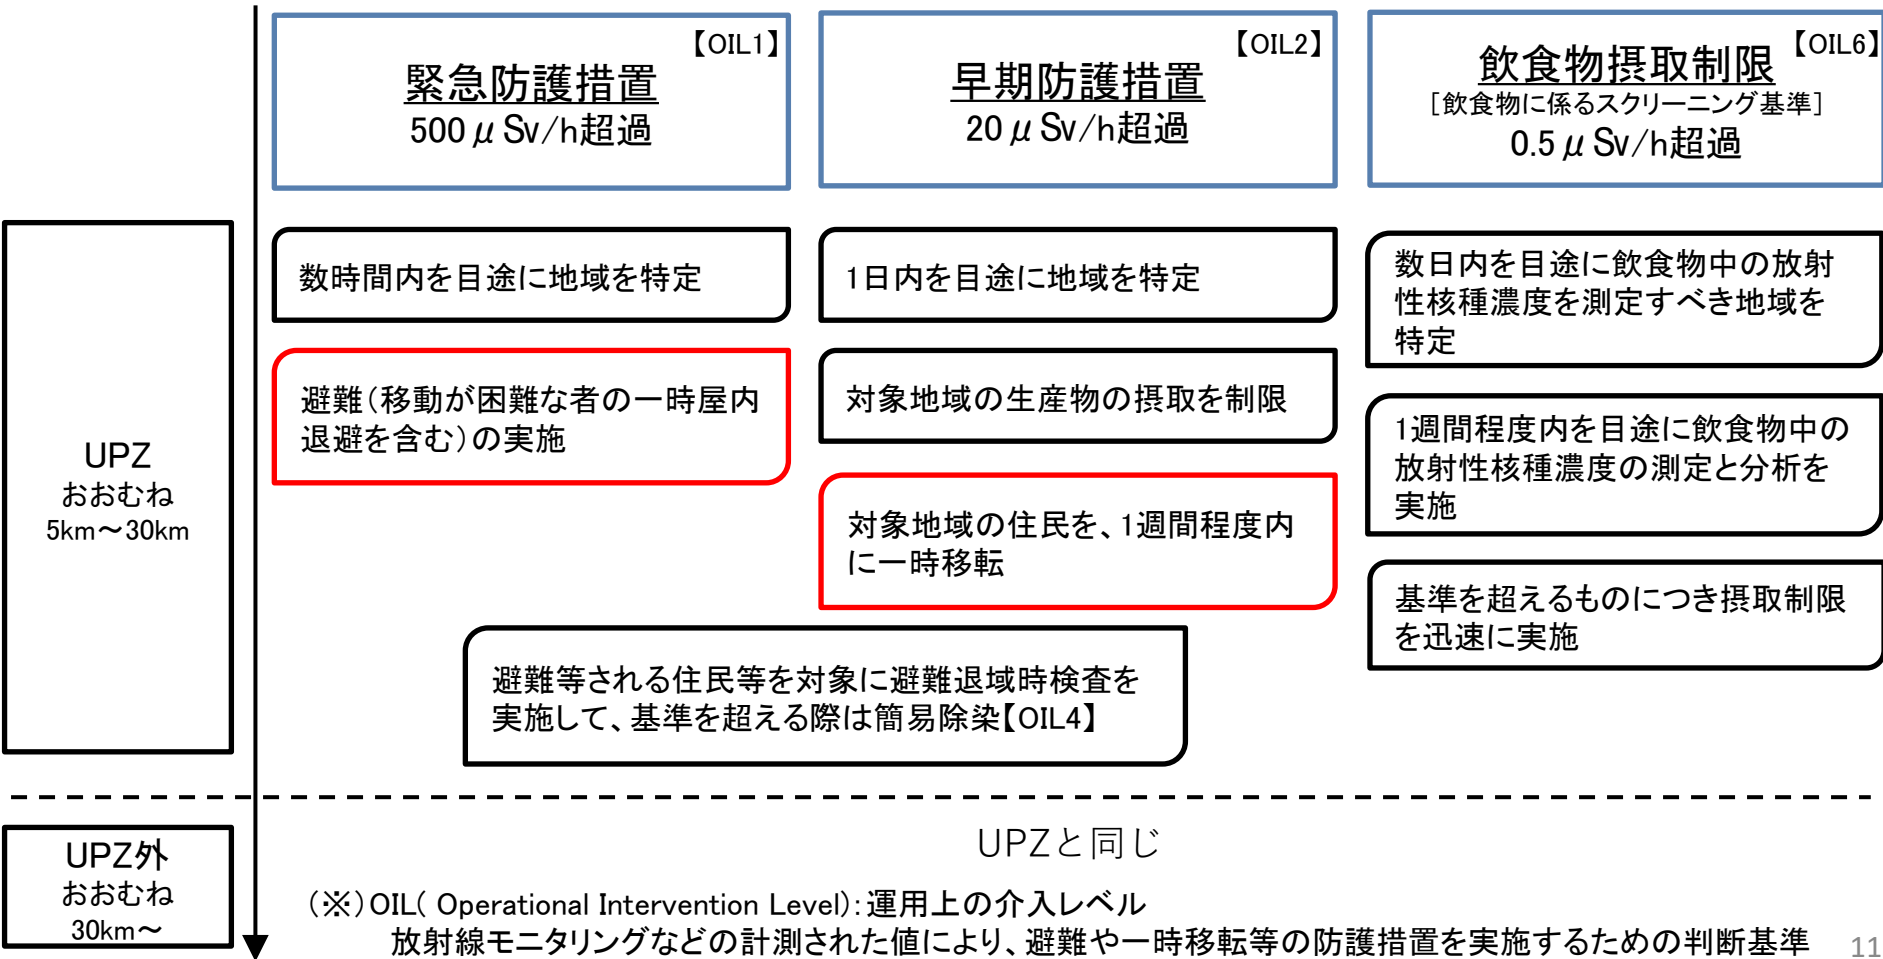 【OIL1】
緊急防護措置
500μSv/h超過
【OIL2】
早期防護措置
20μSv/h超過
【OIL6】
飲食物摂取制限
［飲食物に係るスクリーニング基準］
0.5μSv/h超過
UPZ
おおむね
5km～30km
数時間内を目途に地域を特定
避難（移動が困難な者の一時屋内
退避を含む）の実施
1日内を目途に地域を特定
対象地域の生産物の摂取を制限
対象地域の住民を、1週間程度内
に一時移転
数日内を目途に飲食物中の放射
性核種濃度を測定すべき地域を
特定
1週間程度内を目途に飲食物中の
放射性核種濃度の測定と分析を
実施
基準を超えるものにつき摂取制限
を迅速に実施
避難等される住民等を対象に避難退域時検査を
実施して、基準を超える際は簡易除染【OIL4】
UPZ外
おおむね
30km～
UPZと同じ
（※）OIL( Operational Intervention Level)：運用上の介入レベル
放射線モニタリングなどの計測された値により、避難や一時移転等の防護措置を実施するための判断基準
11